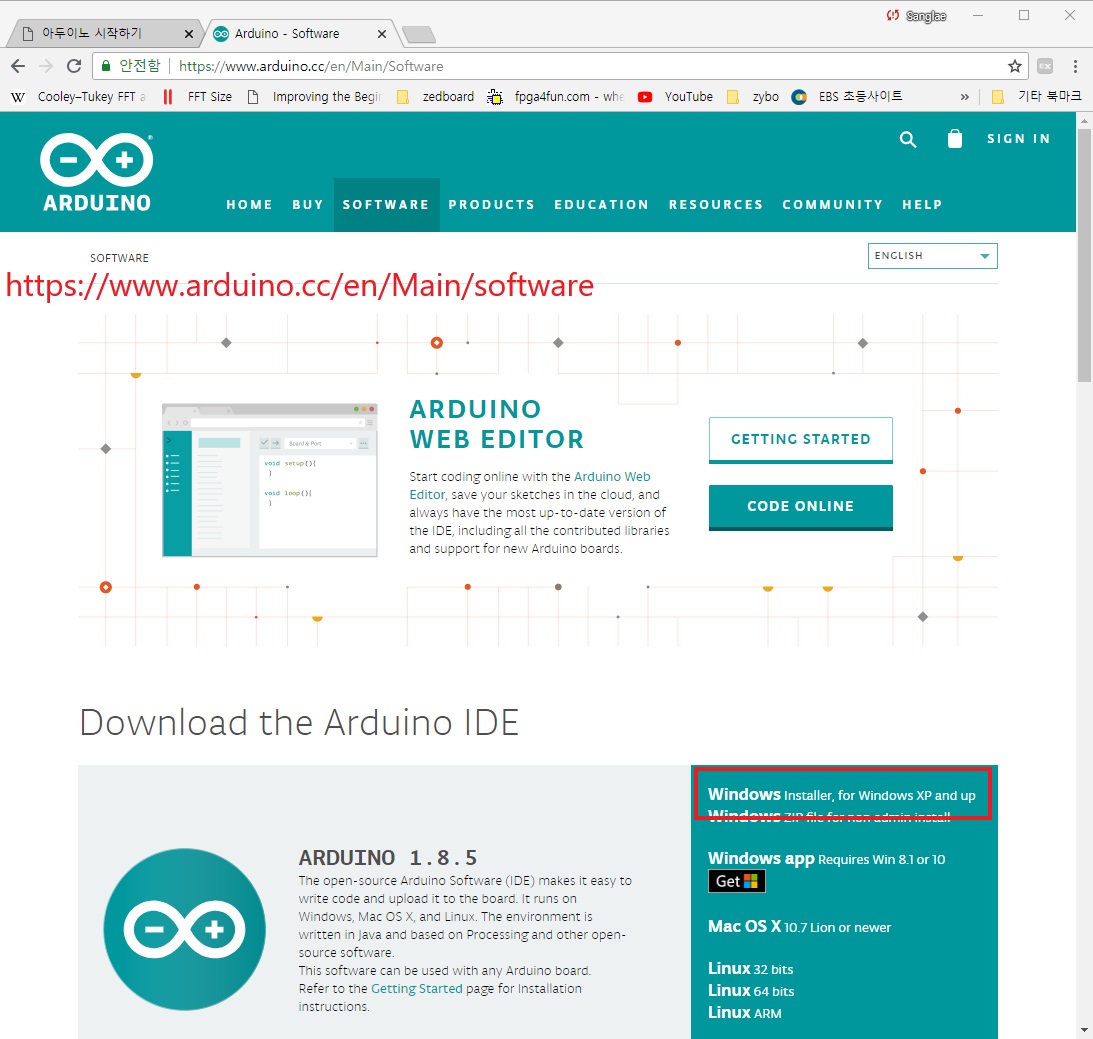 Sanglae
아두이노 시작하기
Arduino - Software
안전함
https://www.arduino.cc/en/Main/Software
W Cooley–Tukey FFT a
FFT Size
Improving the Begin
zedboard
fpga4fun.com - whe
YouTube
zybo
EBS 초등사이트
»
기타 북마크
ARDUINO
SIGN IN
HOME BUY SOFTWARE PRODUCTS EDUCATION RESOURCES COMMUNITY HELP
SOFTWARE
ENGLISH
https://www.arduino.cc/en/Main/software
Board & Port
void setup(){
}
void loop(){
}
ARDUINO
WEB EDITOR
Start coding online with the Arduino Web
Editor, save your sketches in the cloud, and
always have the most up-to-date version of
the IDE, including all the contributed libraries
and support for new Arduino boards.
GETTING STARTED
CODE ONLINE
Download the Arduino IDE
ARDUINO 1.8.5
The open-source Arduino Software (IDE) makes it easy to
write code and upload it to the board. It runs on
Windows, Mac OS X, and Linux. The environment is
written in Java and based on Processing and other open-
source software.
This software can be used with any Arduino board.
Refer to the Getting Started page for Installation
instructions.
Windows Installer, for Windows XP and up
Windows ZIP file for non admin install
Windows app Requires Win 8.1 or 10
Get
Mac OS X 10.7 Lion or newer
Linux 32 bits
Linux 64 bits
Linux ARM